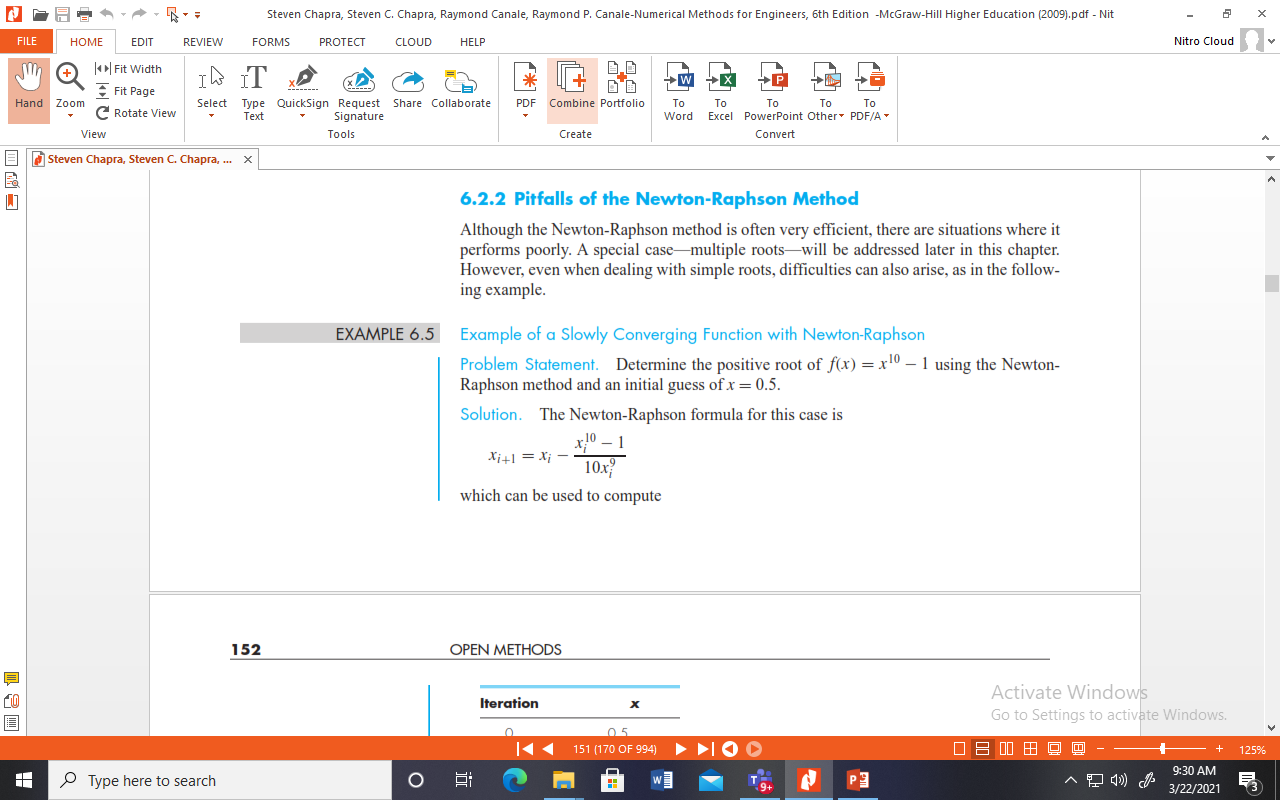 Steven Chapra, Steven C. Chapra, Raymond Canale, Raymond P. Canale-Numerical Methods for Engineers, 6th Edition -McGraw-Hill Higher Education (2009).pdf - Nit
FILE HOME EDIT REVIEW FORMS PROTECT CLOUD HELP Nitro Cloud
Hand Zoom Fit Width Fit Page Rotate View
Select Type Text QuickSign Request Signature Share Collaborate
PDF Combine Portfolio
To Word To Excel To PowerPoint To Other To PDF/A
View Tools Create Convert
Steven Chapra, Steven C. Chapra, ...
6.2.2 Pitfalls of the Newton-Raphson Method
Although the Newton-Raphson method is often very efficient, there are situations where it
performs poorly. A special case—multiple roots—will be addressed later in this chapter.
However, even when dealing with simple roots, difficulties can also arise, as in the follow-
ing example.
EXAMPLE 6.5 Example of a Slowly Converging Function with Newton-Raphson
Problem Statement. Determine the positive root of f(x) = x¹⁰ − 1 using the Newton-
Raphson method and an initial guess of x = 0.5.
Solution. The Newton-Raphson formula for this case is
xᵢ₊₁ = xᵢ − (xᵢ¹⁰ − 1) / (10xᵢ⁹)
which can be used to compute
152 OPEN METHODS
Iteration x
0 0.5
Activate Windows
Go to Settings to activate Windows.
151 (170 OF 994) 125%
Type here to search
9+
9:30 AM
3/22/2021
3